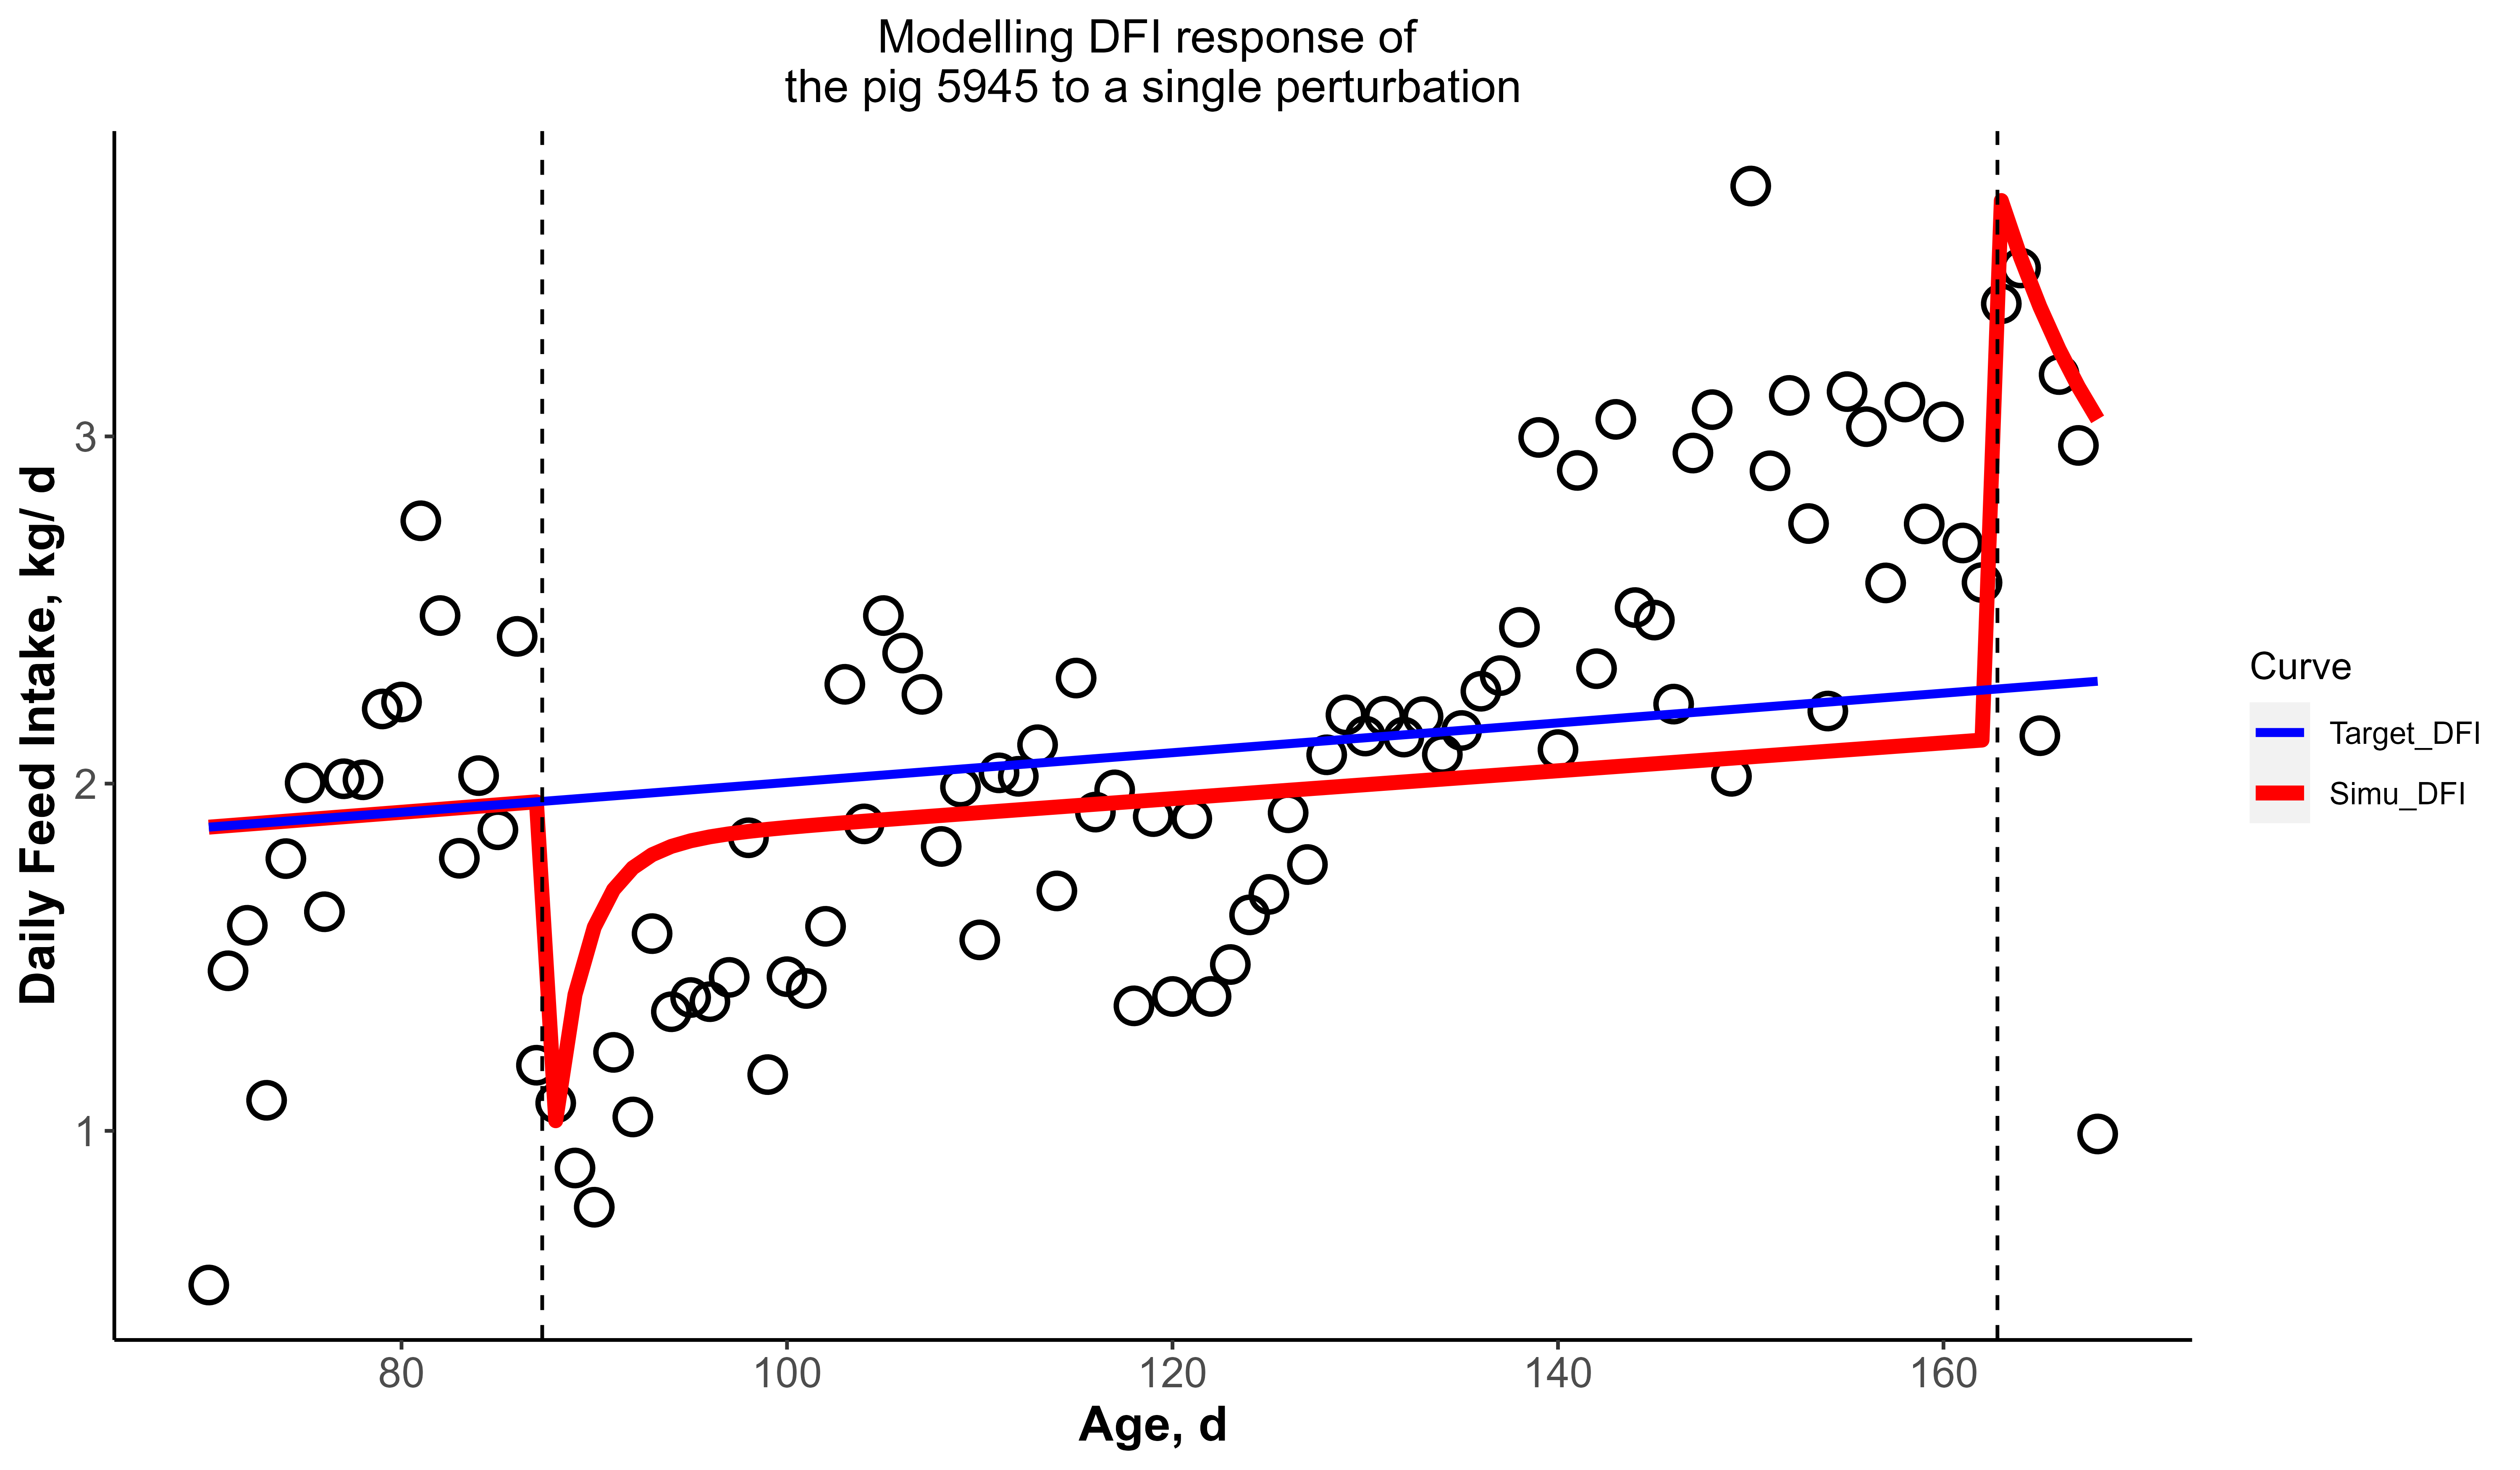 Modelling DFI response of
the pig 5945 to a single perturbation
Daily Feed Intake, kg/ d
3
2
1
80
100
120
140
160
Age, d
Curve
Target_DFI
Simu_DFI